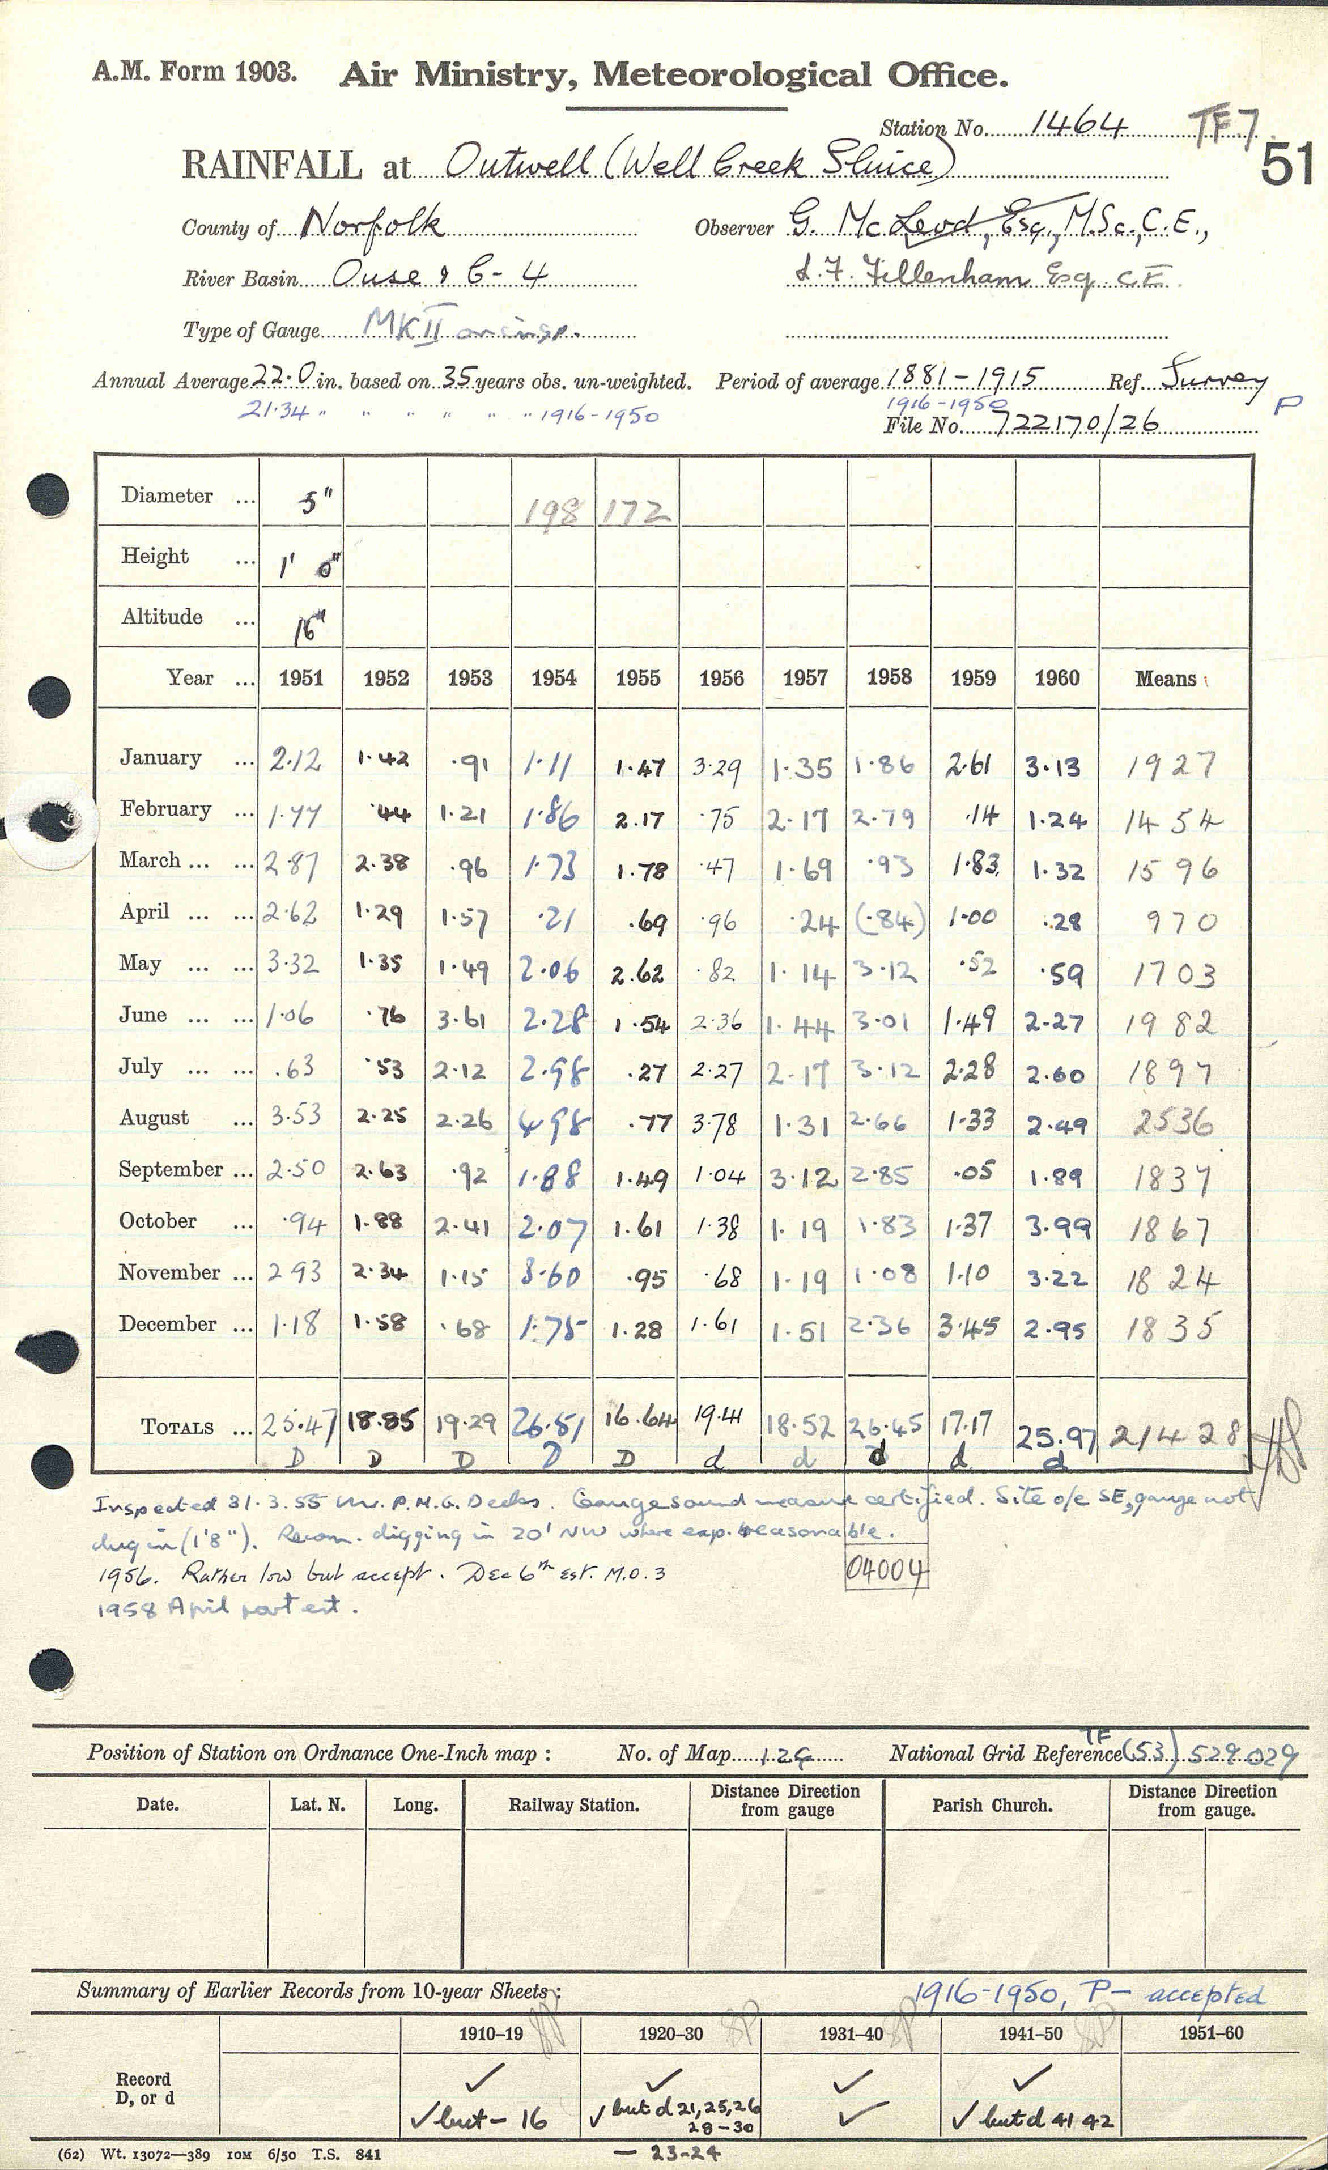 A.M. Form 1903. Air Ministry, Meteorological Office.
Station No. 1464 TF7
51
RAINFALL at Outwell (Well Creek Sluice)
County of Norfolk Observer G. McLeod, Esq., M.Sc., C.E.,
River Basin Ouse & C-4 L.F. Fillenham Esq. C.E.
Type of Gauge MKII on insp.
Annual Average 22.0 in. based on 35 years obs. un-weighted. Period of average 1881-1915 Ref. Survey
21.34 " " " " " " 1916-1950 1916-1950 P
File No. 722170/26
Diameter ... 5" 198 172
Height ... 1' 0"
Altitude ... 16"
Year ... 1951 1952 1953 1954 1955 1956 1957 1958 1959 1960 Means
January ... 2.12 1.42 .91 1.11 1.47 3.29 1.35 1.86 2.61 3.13 1927
February ... 1.77 .44 1.21 1.86 2.17 .75 2.17 2.79 .14 1.24 1454
March ... ... 2.87 2.38 .96 1.73 1.78 .47 1.69 .93 1.83 1.32 1596
April ... ... 2.62 1.29 1.57 .21 .69 .96 .24 (.84) 1.00 .28 970
May ... ... 3.32 1.35 1.49 2.06 2.62 .82 1.14 3.12 .52 .59 1703
June ... ... 1.06 .76 3.61 2.28 1.54 2.36 1.44 3.01 1.49 2.27 1982
July ... ... .63 .53 2.12 2.98 .27 2.27 2.17 3.12 2.28 2.60 1897
August ... 3.53 2.25 2.26 4.98 .77 3.78 1.31 2.66 1.33 2.49 2536
September ... 2.50 2.63 .92 1.88 1.49 1.04 3.12 2.85 .05 1.89 1837
October ... .94 1.88 2.41 2.07 1.61 1.38 1.19 1.83 1.37 3.99 1867
November ... 2.93 2.34 1.15 3.60 .95 .68 1.19 1.08 1.10 3.22 1824
December ... 1.18 1.58 .68 1.75 1.28 1.61 1.51 2.36 3.45 2.95 1835
TOTALS ... 25.47 18.85 19.29 26.51 16.64 19.41 18.52 26.45 17.17 25.97 21428
D D D D D d d d d d
Inspected 31.3.55 Mr. P.M.G. Decks. Gauge sound measure certified. Site o/e SE, gauge not
dug in (1'8"). Recom. digging in 20' NW where exp. reasonable.
1956. Rather low but accept. Dec 6th est. M.O.3
04004
1958 April part est.
Position of Station on Ordnance One-Inch map : No. of Map 124 National Grid Reference TF (53) 529 029
Date. Lat. N. Long. Railway Station. Distance Direction from gauge Parish Church. Distance Direction from gauge.
Summary of Earlier Records from 10-year Sheets: 1916-1950, P- accepted
1910-19 1920-30 1931-40 1941-50 1951-60
Record ✓ ✓ ✓ ✓
D, or d ✓ but - 16 ✓ but d 21, 25, 26 ✓ ✓ but d 41 42
28-30
(62) Wt. 13072—389 10M 6/50 T.S. 841 - 23-24